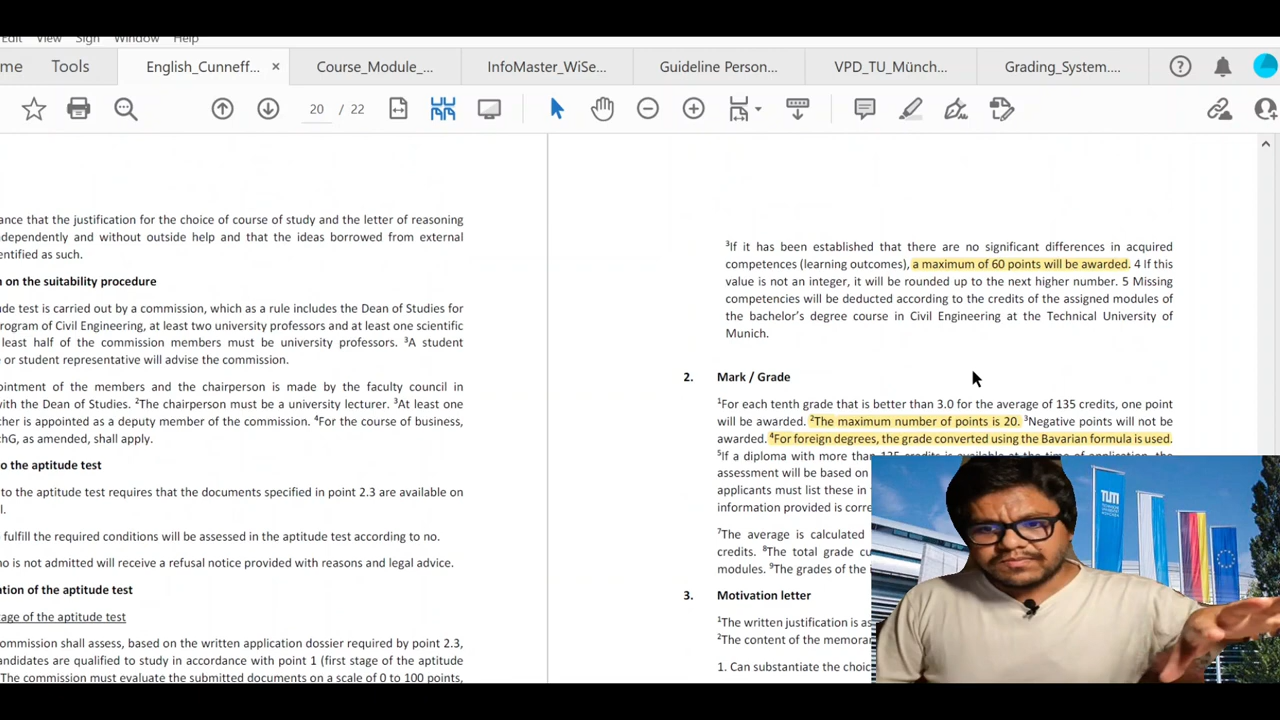 Edit View Sign Window Help
Tools
English_Cunneff... ×
Course_Module_...
InfoMaster_WiSe...
Guideline Person...
VPD_TU_Münch...
Grading_System....
20 / 22
that the justification for the choice of course of study and the letter of reasoning
and without outside help and that the ideas borrowed from external
as such.
on the suitability procedure
test is carried out by a commission, which as a rule includes the Dean of Studies for
of Civil Engineering, at least two university professors and at least one scientific
least half of the commission members must be university professors. ³A student
or student representative will advise the commission.
of the members and the chairperson is made by the faculty council in
with the Dean of Studies. ²The chairperson must be a university lecturer. ³At least one
is appointed as a deputy member of the commission. ⁴For the course of business,
as amended, shall apply.
to the aptitude test
to the aptitude test requires that the documents specified in point 2.3 are available on
fulfill the required conditions will be assessed in the aptitude test according to no.
is not admitted will receive a refusal notice provided with reasons and legal advice.
of the aptitude test
of the aptitude test
commission shall assess, based on the written application dossier required by point 2.3,
are qualified to study in accordance with point 1 (first stage of the aptitude
The commission must evaluate the submitted documents on a scale of 0 to 100 points,
³If it has been established that there are no significant differences in acquired
competences (learning outcomes), a maximum of 60 points will be awarded. 4 If this
value is not an integer, it will be rounded up to the next higher number. 5 Missing
competencies will be deducted according to the credits of the assigned modules of
the bachelor's degree course in Civil Engineering at the Technical University of
Munich.
2. Mark / Grade
¹For each tenth grade that is better than 3.0 for the average of 135 credits, one point
will be awarded. ²The maximum number of points is 20. ³Negative points will not be
awarded. ⁴For foreign degrees, the grade converted using the Bavarian formula is used.
⁵If a diploma with more than 135 credits is available at the time of application, the
assessment will be based on
applicants must list these in
information provided is
⁷The average is calculated
credits. ⁸The total grade
modules. ⁹The grades of the
3. Motivation letter
¹The written justification is
²The content of the
1. Can substantiate the
TUM